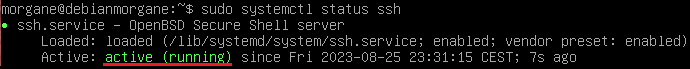 morgane@debianmorgane:~$ sudo systemctl status ssh
● ssh.service - OpenBSD Secure Shell server
Loaded: loaded (/lib/systemd/system/ssh.service; enabled; vendor preset: enabled)
Active: active (running) since Fri 2023-08-25 23:31:15 CEST; 7s ago